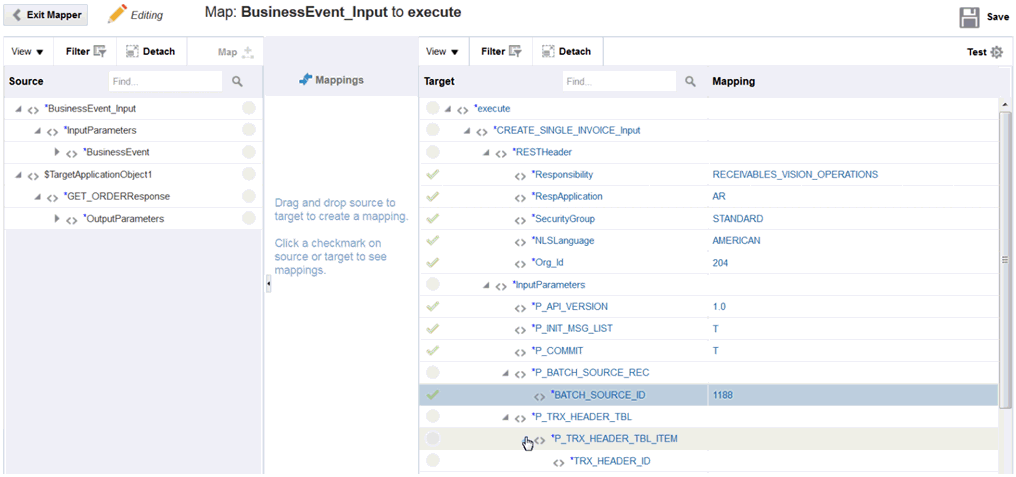 Exit Mapper Editing Map: BusinessEvent_Input to execute Save
View Filter Detach Map View Filter Detach Test
Source Find... Mappings Target Find... Mapping
*BusinessEvent_Input
*InputParameters
*BusinessEvent
$TargetApplicationObject1
*GET_ORDERResponse
*OutputParameters
Drag and drop source to
target to create a mapping.
Click a checkmark on
source or target to see
mappings.
*execute
*CREATE_SINGLE_INVOICE_Input
*RESTHeader
*Responsibility RECEIVABLES_VISION_OPERATIONS
*RespApplication AR
*SecurityGroup STANDARD
*NLSLanguage AMERICAN
*Org_Id 204
*InputParameters
*P_API_VERSION 1.0
*P_INIT_MSG_LIST T
*P_COMMIT T
*P_BATCH_SOURCE_REC
*BATCH_SOURCE_ID 1188
*P_TRX_HEADER_TBL
*P_TRX_HEADER_TBL_ITEM
*TRX_HEADER_ID